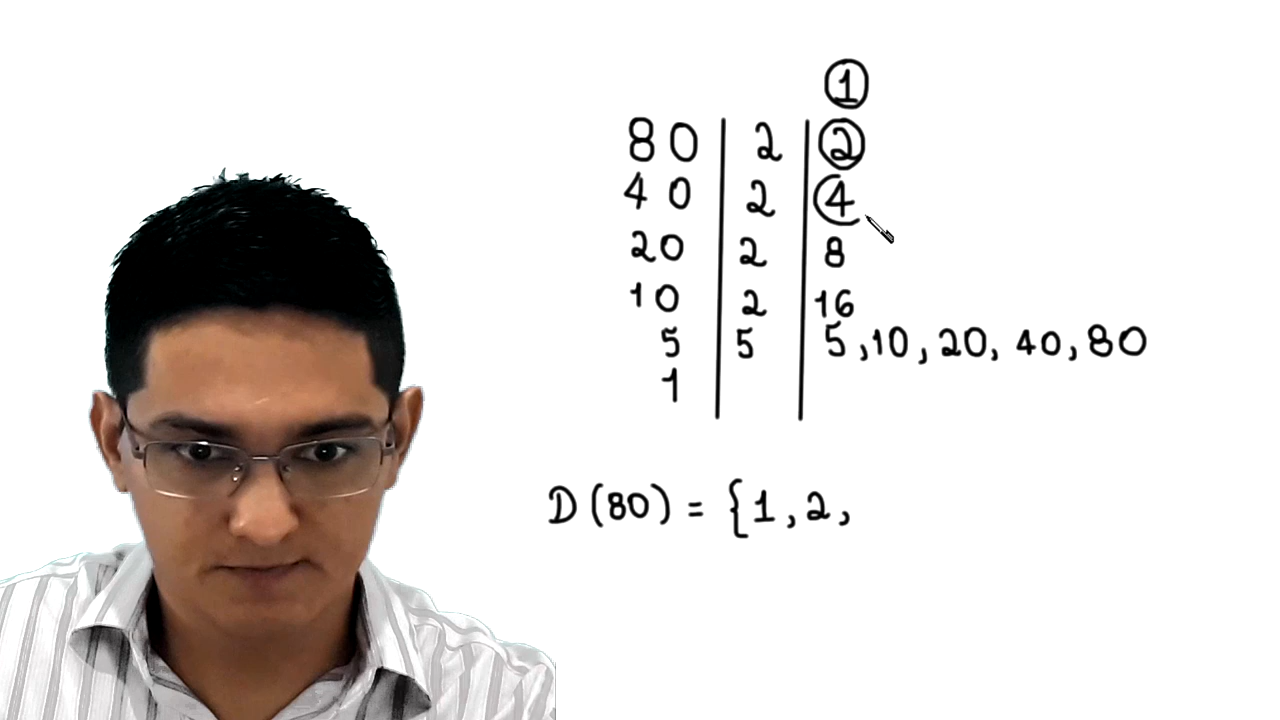 1
80 | 2 | 2
40 | 2 | 4
20 | 2 | 8
10 | 2 | 16
5 | 5 | 5, 10, 20, 40, 80
1
D (80) = {1, 2,